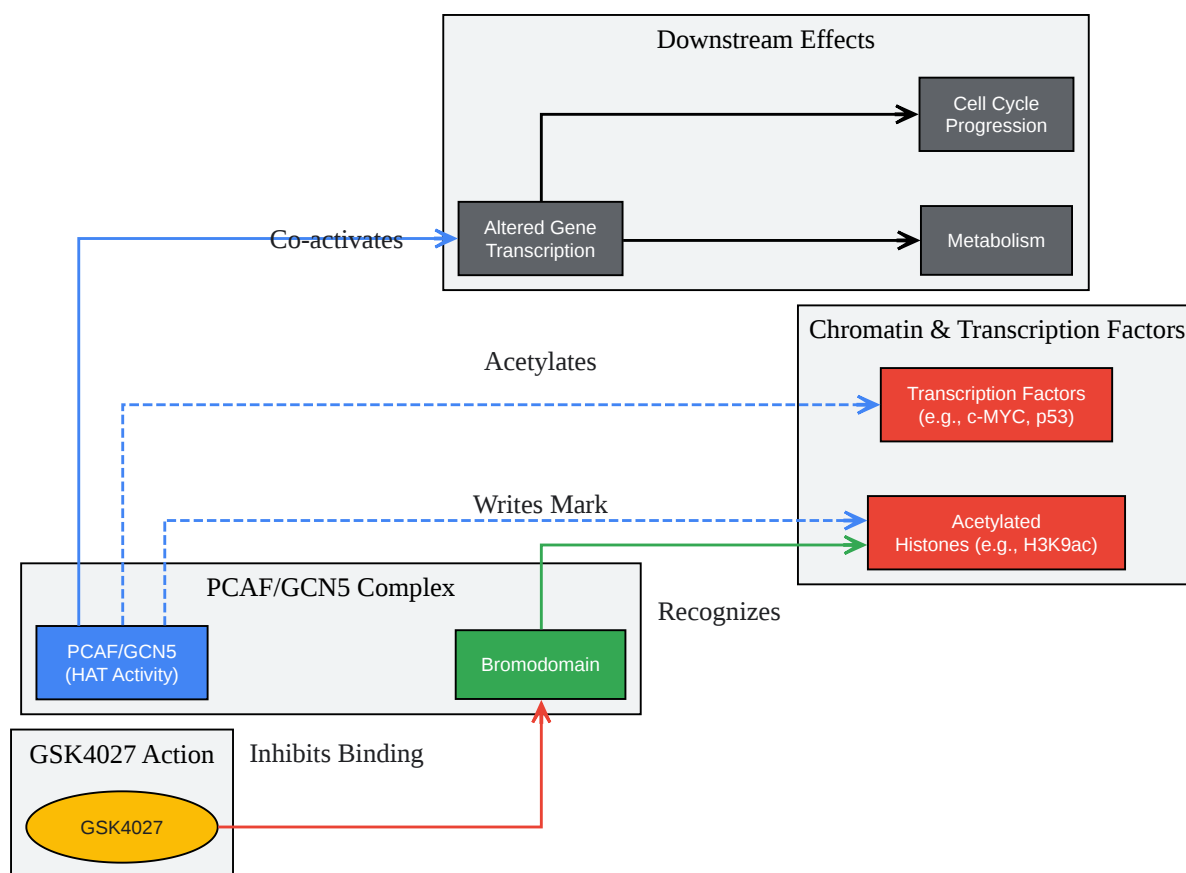 Downstream Effects
Cell Cycle
Progression
Altered Gene
Transcription
Co-activates
Metabolism
Chromatin & Transcription Factors
Acetylates
Transcription Factors
(e.g., c-MYC, p53)
Writes Mark
Acetylated
Histones (e.g., H3K9ac)
PCAF/GCN5 Complex
Recognizes
PCAF/GCN5
(HAT Activity)
Bromodomain
GSK4027 Action
Inhibits Binding
GSK4027